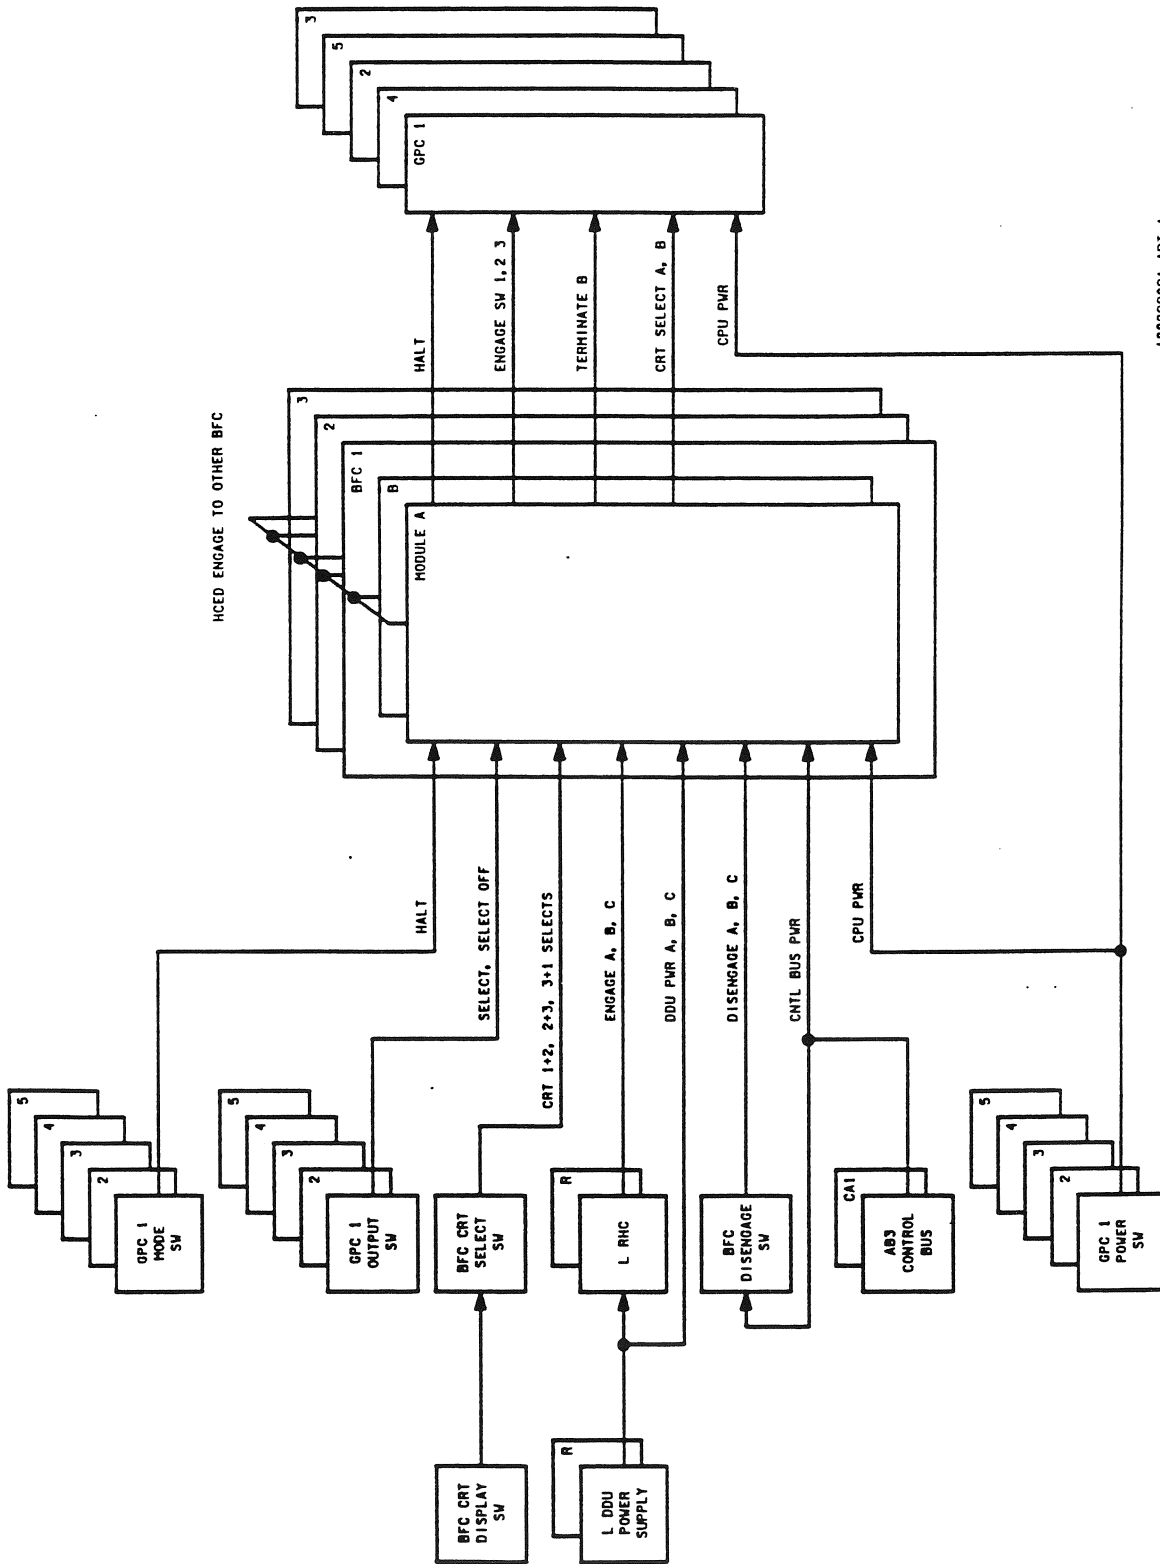 BFC CRT
DISPLAY
SW
L DDU
POWER
SUPPLY
R
GPC 1
MODE
SW
2
3
4
5
GPC 1
OUTPUT
SW
2
3
4
5
BFC CRT
SELECT
SW
L RHC
R
BFC
DISENGAGE
SW
AB3
CONTROL
BUS
CA1
GPC 1
POWER
SW
2
3
4
5
HALT
SELECT, SELECT OFF
CRT 1+2, 2+3, 3+1 SELECTS
ENGAGE A, B, C
DDU PWR A, B, C
DISENGAGE A, B, C
CNTL BUS PWR
CPU PWR
HCED ENGAGE TO OTHER BFC
MODULE A
B
BFC 1
2
3
HALT
ENGAGE SW 1, 2 3
TERMINATE B
CRT SELECT A, B
CPU PWR
GPC 1
4
2
5
3